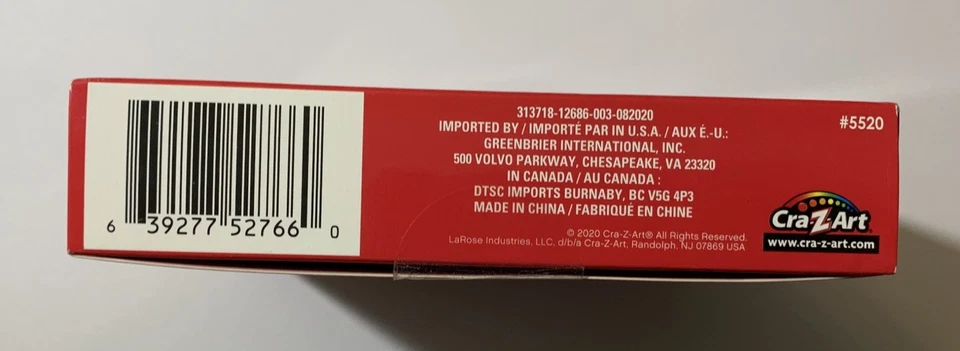 6 39277 52766 0
313718-12686-003-082020
IMPORTED BY / IMPORTÉ PAR IN U.S.A. / AUX É.-U.:
GREENBRIER INTERNATIONAL, INC.
500 VOLVO PARKWAY, CHESAPEAKE, VA 23320
IN CANADA / AU CANADA :
DTSC IMPORTS BURNABY, BC V5G 4P3
MADE IN CHINA / FABRIQUÉ EN CHINE
© 2020 Cra-Z-Art® All Rights Reserved.
LaRose Industries, LLC, d/b/a Cra-Z-Art, Randolph, NJ 07869 USA
#5520
Cra-Z-Art
www.cra-z-art.com